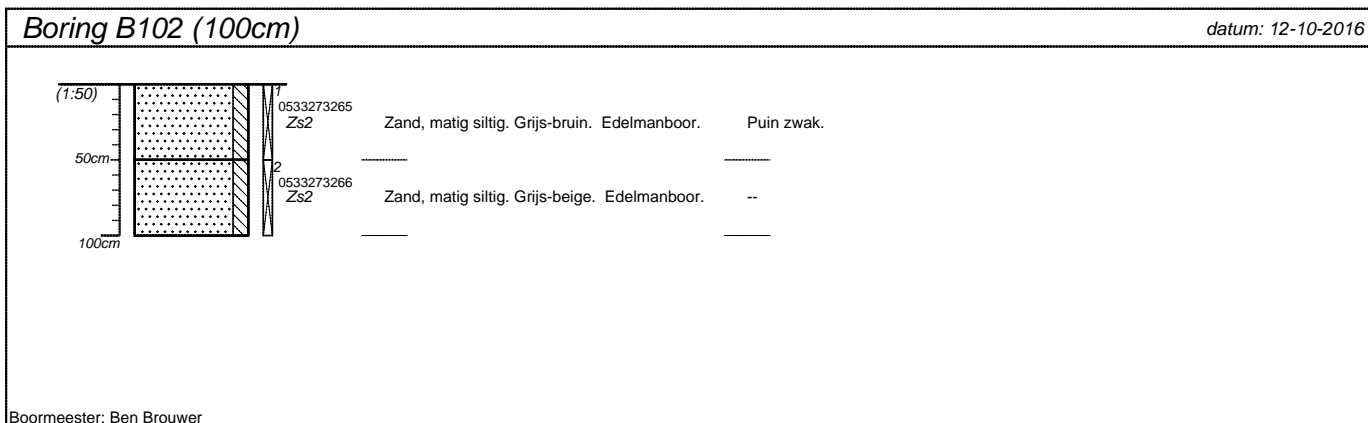 Boring B102 (100cm)
datum: 12-10-2016
(1:50)
1
0533273265
Zs2 Zand, matig siltig. Grijs-bruin. Edelmanboor. Puin zwak.
50cm
2
0533273266
Zs2 Zand, matig siltig. Grijs-beige. Edelmanboor. --
100cm
Boormeester: Ben Brouwer